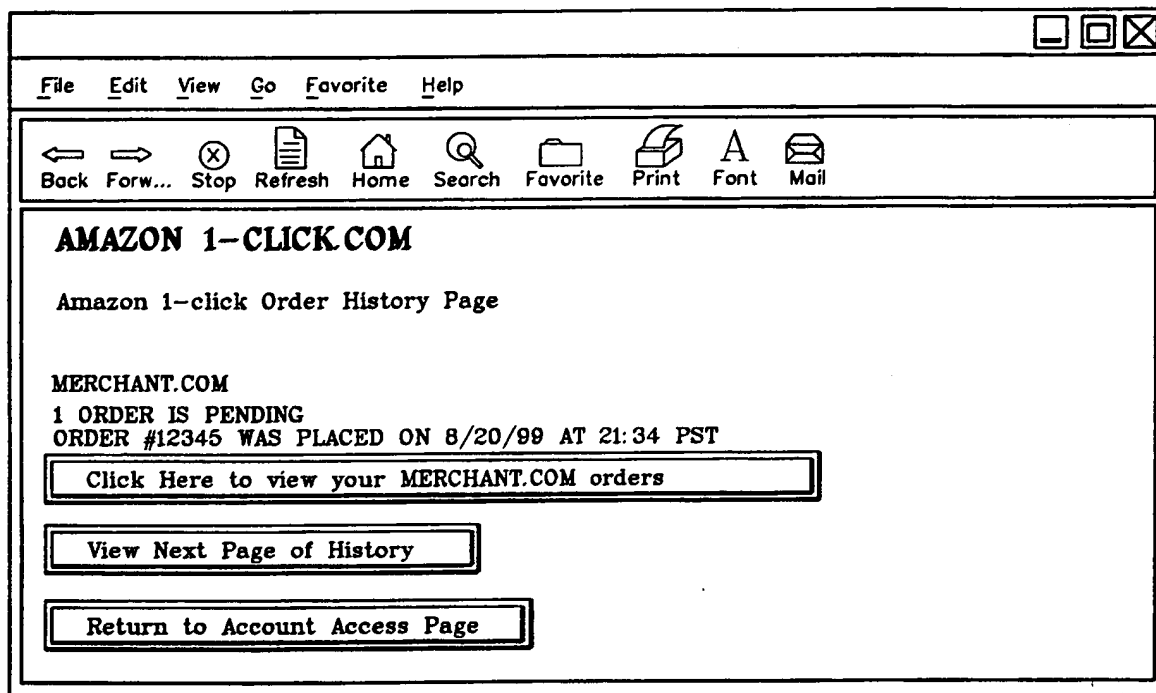 File Edit View Go Favorite Help
Back Forw... Stop Refresh Home Search Favorite Print Font Mail
AMAZON 1-CLICK.COM
Amazon 1-click Order History Page
MERCHANT.COM
1 ORDER IS PENDING
ORDER #12345 WAS PLACED ON 8/20/99 AT 21:34 PST
Click Here to view your MERCHANT.COM orders
View Next Page of History
Return to Account Access Page